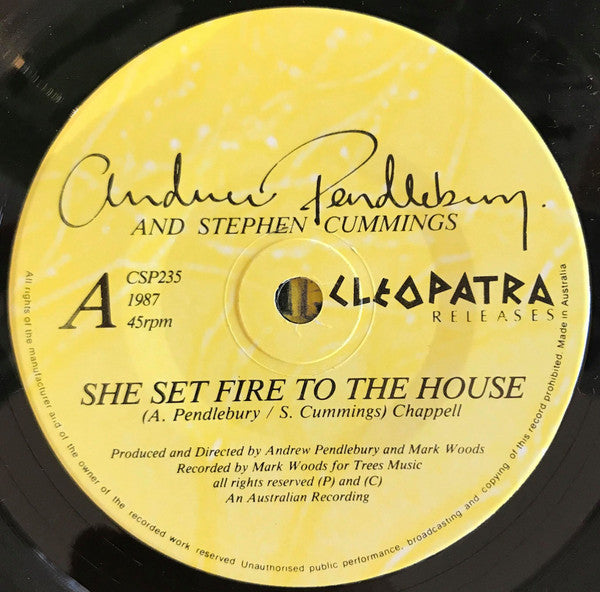 Andrew Pendlebury.
AND STEPHEN CUMMINGS
A
CSP235
1987
45rpm
CLEOPATRA
RELEASES
SHE SET FIRE TO THE HOUSE
(A. Pendlebury / S. Cummings) Chappell
Produced and Directed by Andrew Pendlebury and Mark Woods
Recorded by Mark Woods for Trees Music
all rights reserved (P) and (C)
An Australian Recording
All rights of the manufacturer and of the owner of the recorded work reserved Unauthorised public performance, broadcasting and copying of this record prohibited. Made in Australia